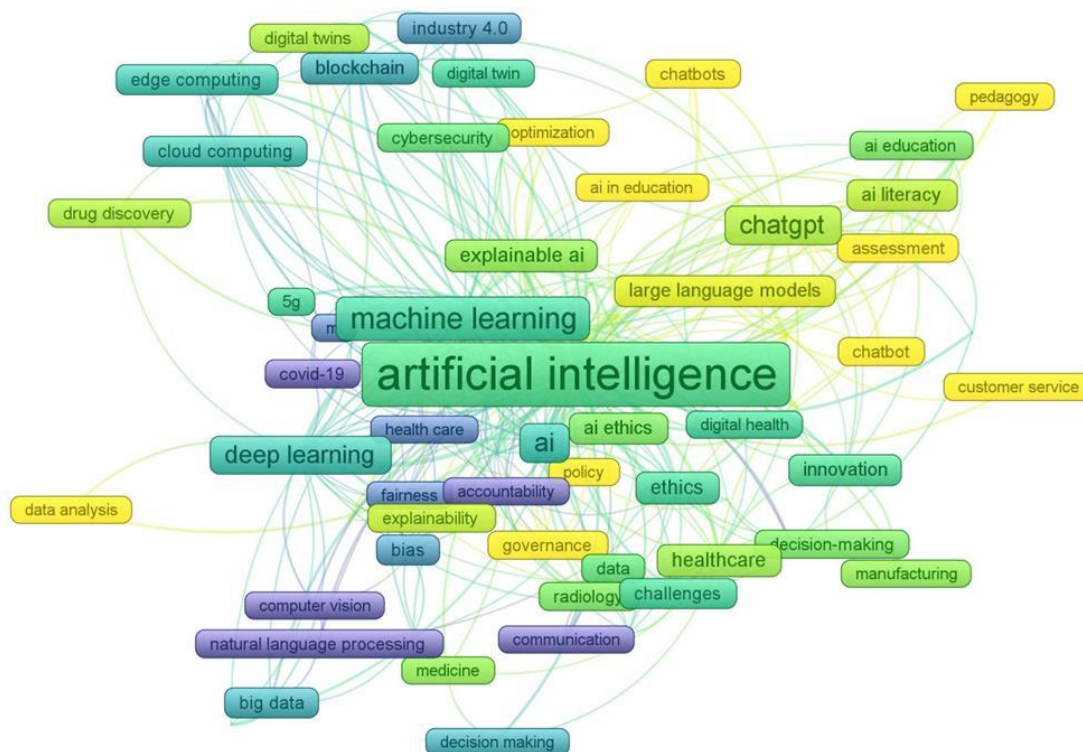 industry 4.0
digital twins
blockchain
digital twin
edge computing
chatbots
pedagogy
cybersecurity
optimization
ai education
cloud computing
ai in education
ai literacy
drug discovery
chatgpt
explainable ai
assessment
large language models
5g
machine learning
chatbot
covid-19
artificial intelligence
customer service
health care
ai ethics
digital health
deep learning
ai
innovation
policy
ethics
fairness
accountability
data analysis
explainability
bias
governance
decision-making
healthcare
data
manufacturing
radiology
challenges
computer vision
natural language processing
communication
medicine
big data
decision making